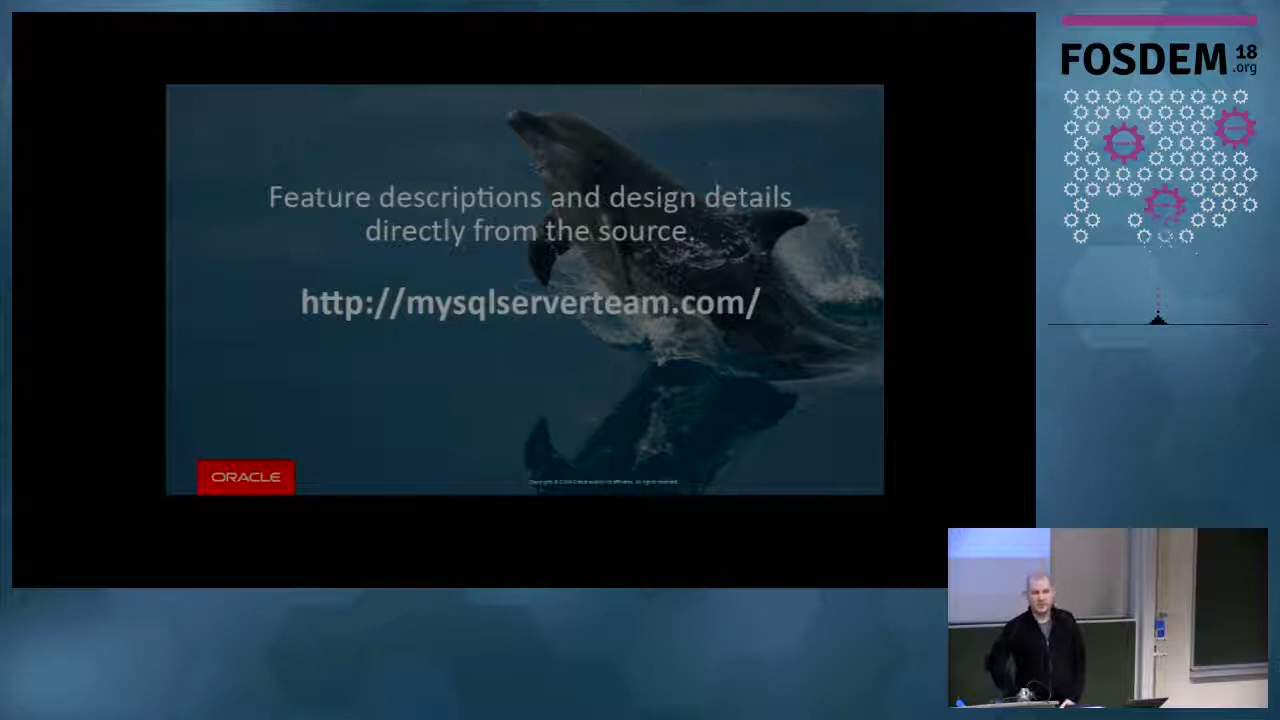 FOSDEM 18
.org
Feature descriptions and design details
directly from the source.
http://mysqlserverteam.com/
ORACLE